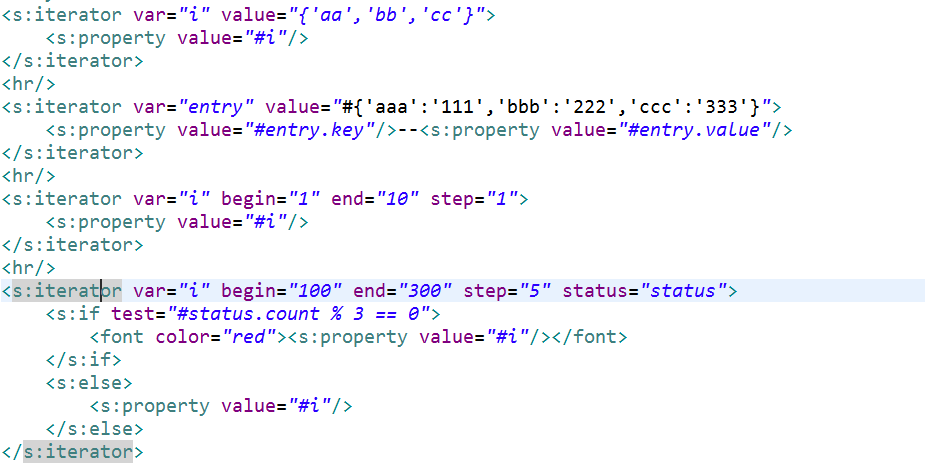 <s:iterator var="i" value="{'aa','bb','cc'}">
    <s:property value="#i"/>
</s:iterator>
<hr/>
<s:iterator var="entry" value="#{'aaa':'111','bbb':'222','ccc':'333'}">
    <s:property value="#entry.key"/>--<s:property value="#entry.value"/>
</s:iterator>
<hr/>
<s:iterator var="i" begin="1" end="10" step="1">
    <s:property value="#i"/>
</s:iterator>
<hr/>
<s:iterator var="i" begin="100" end="300" step="5" status="status">
    <s:if test="#status.count % 3 == 0">
        <font color="red"><s:property value="#i"/></font>
    </s:if>
    <s:else>
        <s:property value="#i"/>
    </s:else>
</s:iterator>